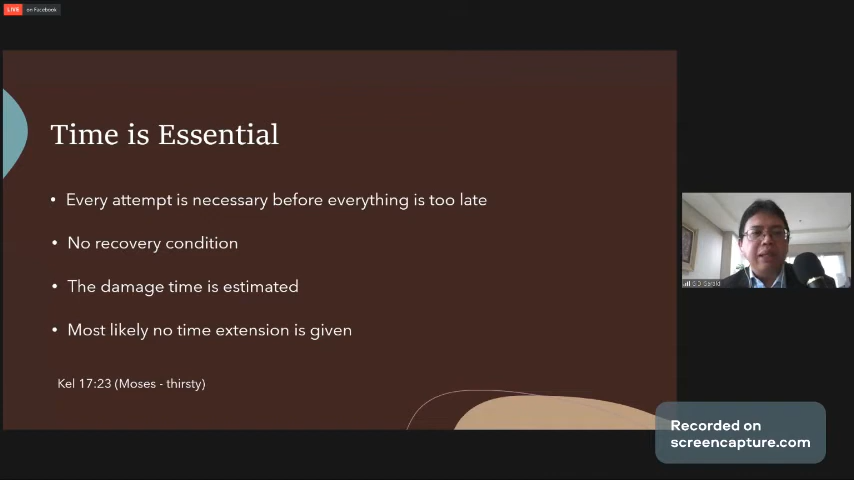 LIVE on Facebook
Time is Essential
• Every attempt is necessary before everything is too late
• No recovery condition
• The damage time is estimated
• Most likely no time extension is given
Kel 17:23 (Moses - thirsty)
Recorded on
screencapture.com